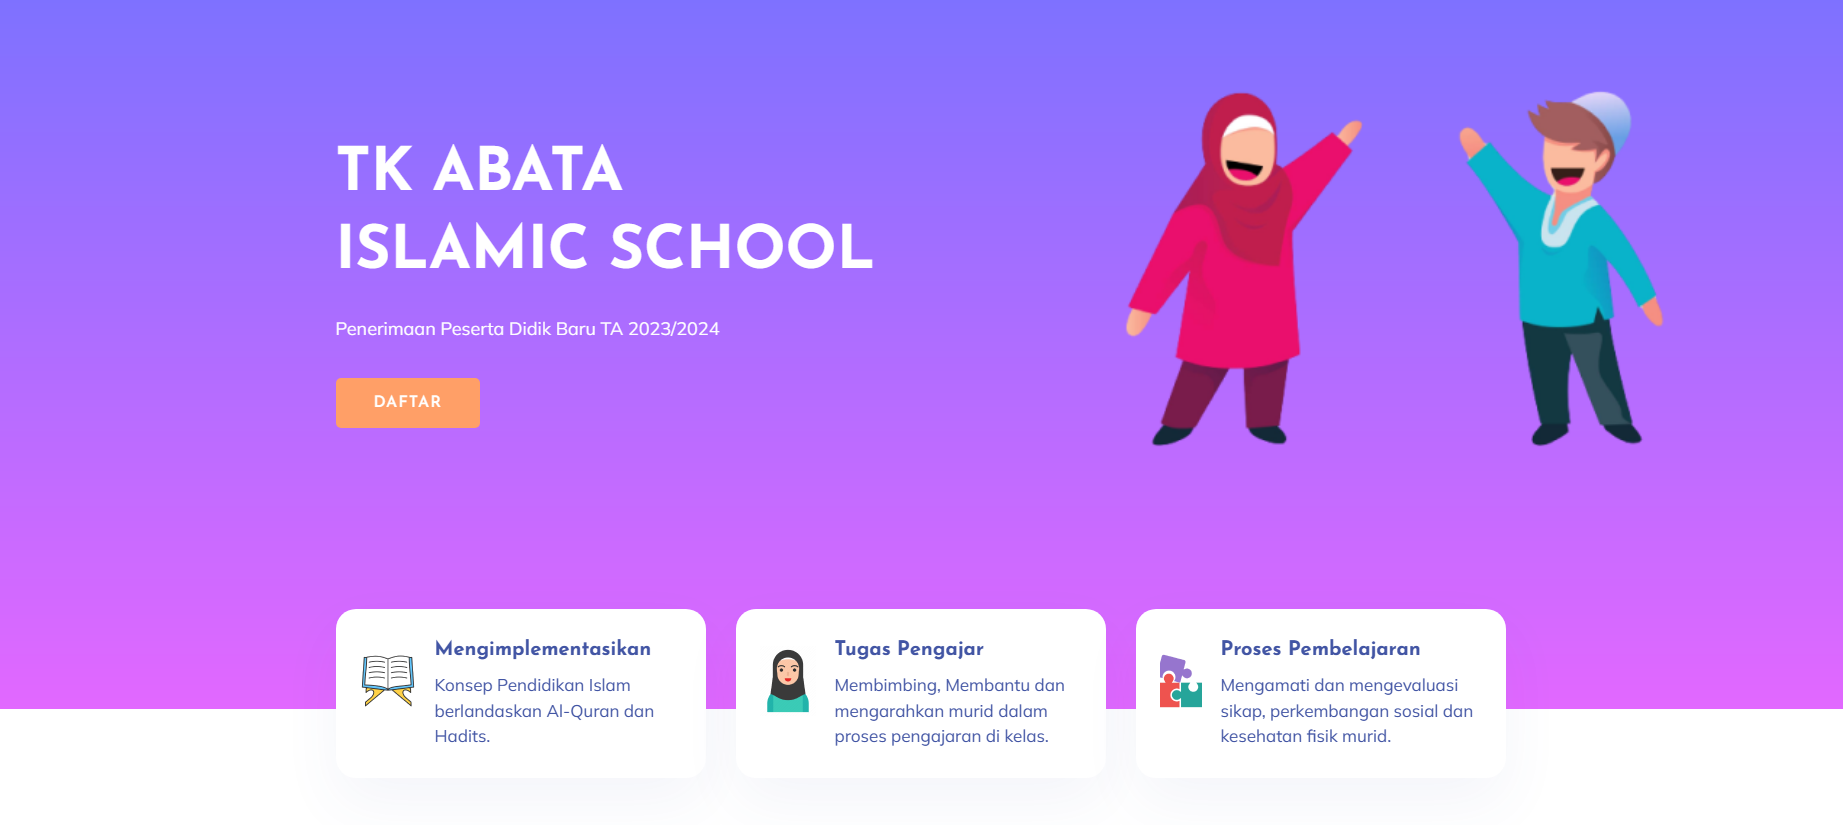 TK ABATA
ISLAMIC SCHOOL
Penerimaan Peserta Didik Baru TA 2023/2024
DAFTAR
Mengimplementasikan
Konsep Pendidikan Islam
berlandaskan Al-Quran dan
Hadits.
Tugas Pengajar
Membimbing, Membantu dan
mengarahkan murid dalam
proses pengajaran di kelas.
Proses Pembelajaran
Mengamati dan mengevaluasi
sikap, perkembangan sosial dan
kesehatan fisik murid.